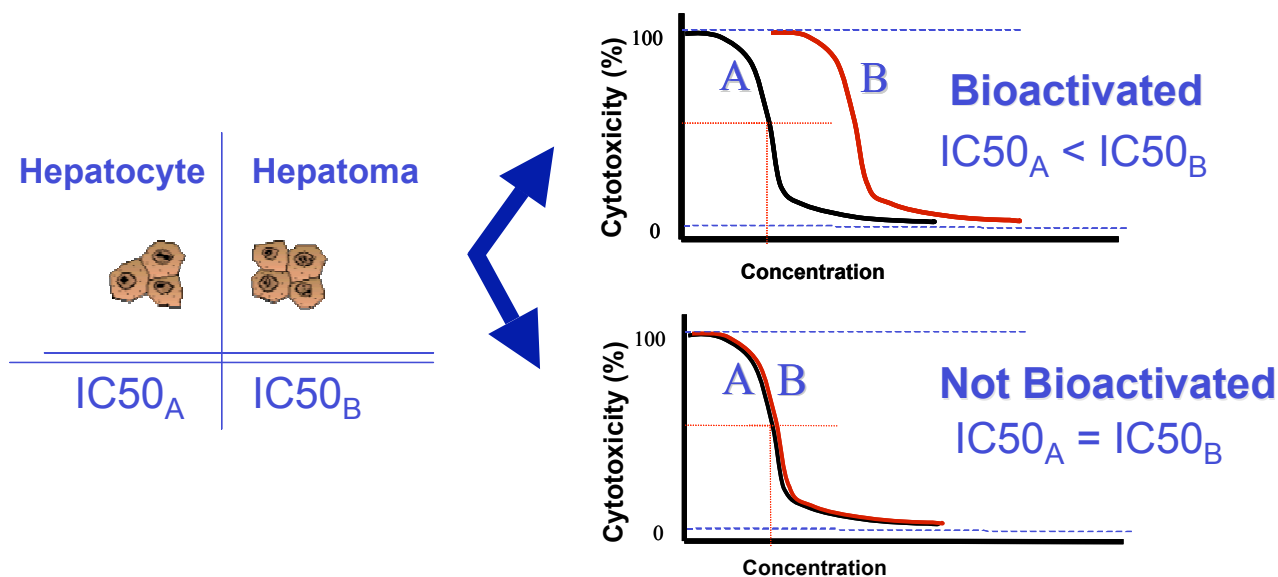 Hepatocyte
Hepatoma
IC50A
IC50B
Cytotoxicity (%)
100
0
A
B
Concentration
Bioactivated
IC50A < IC50B
Cytotoxicity (%)
100
0
A B
Concentration
Not Bioactivated
IC50A = IC50B